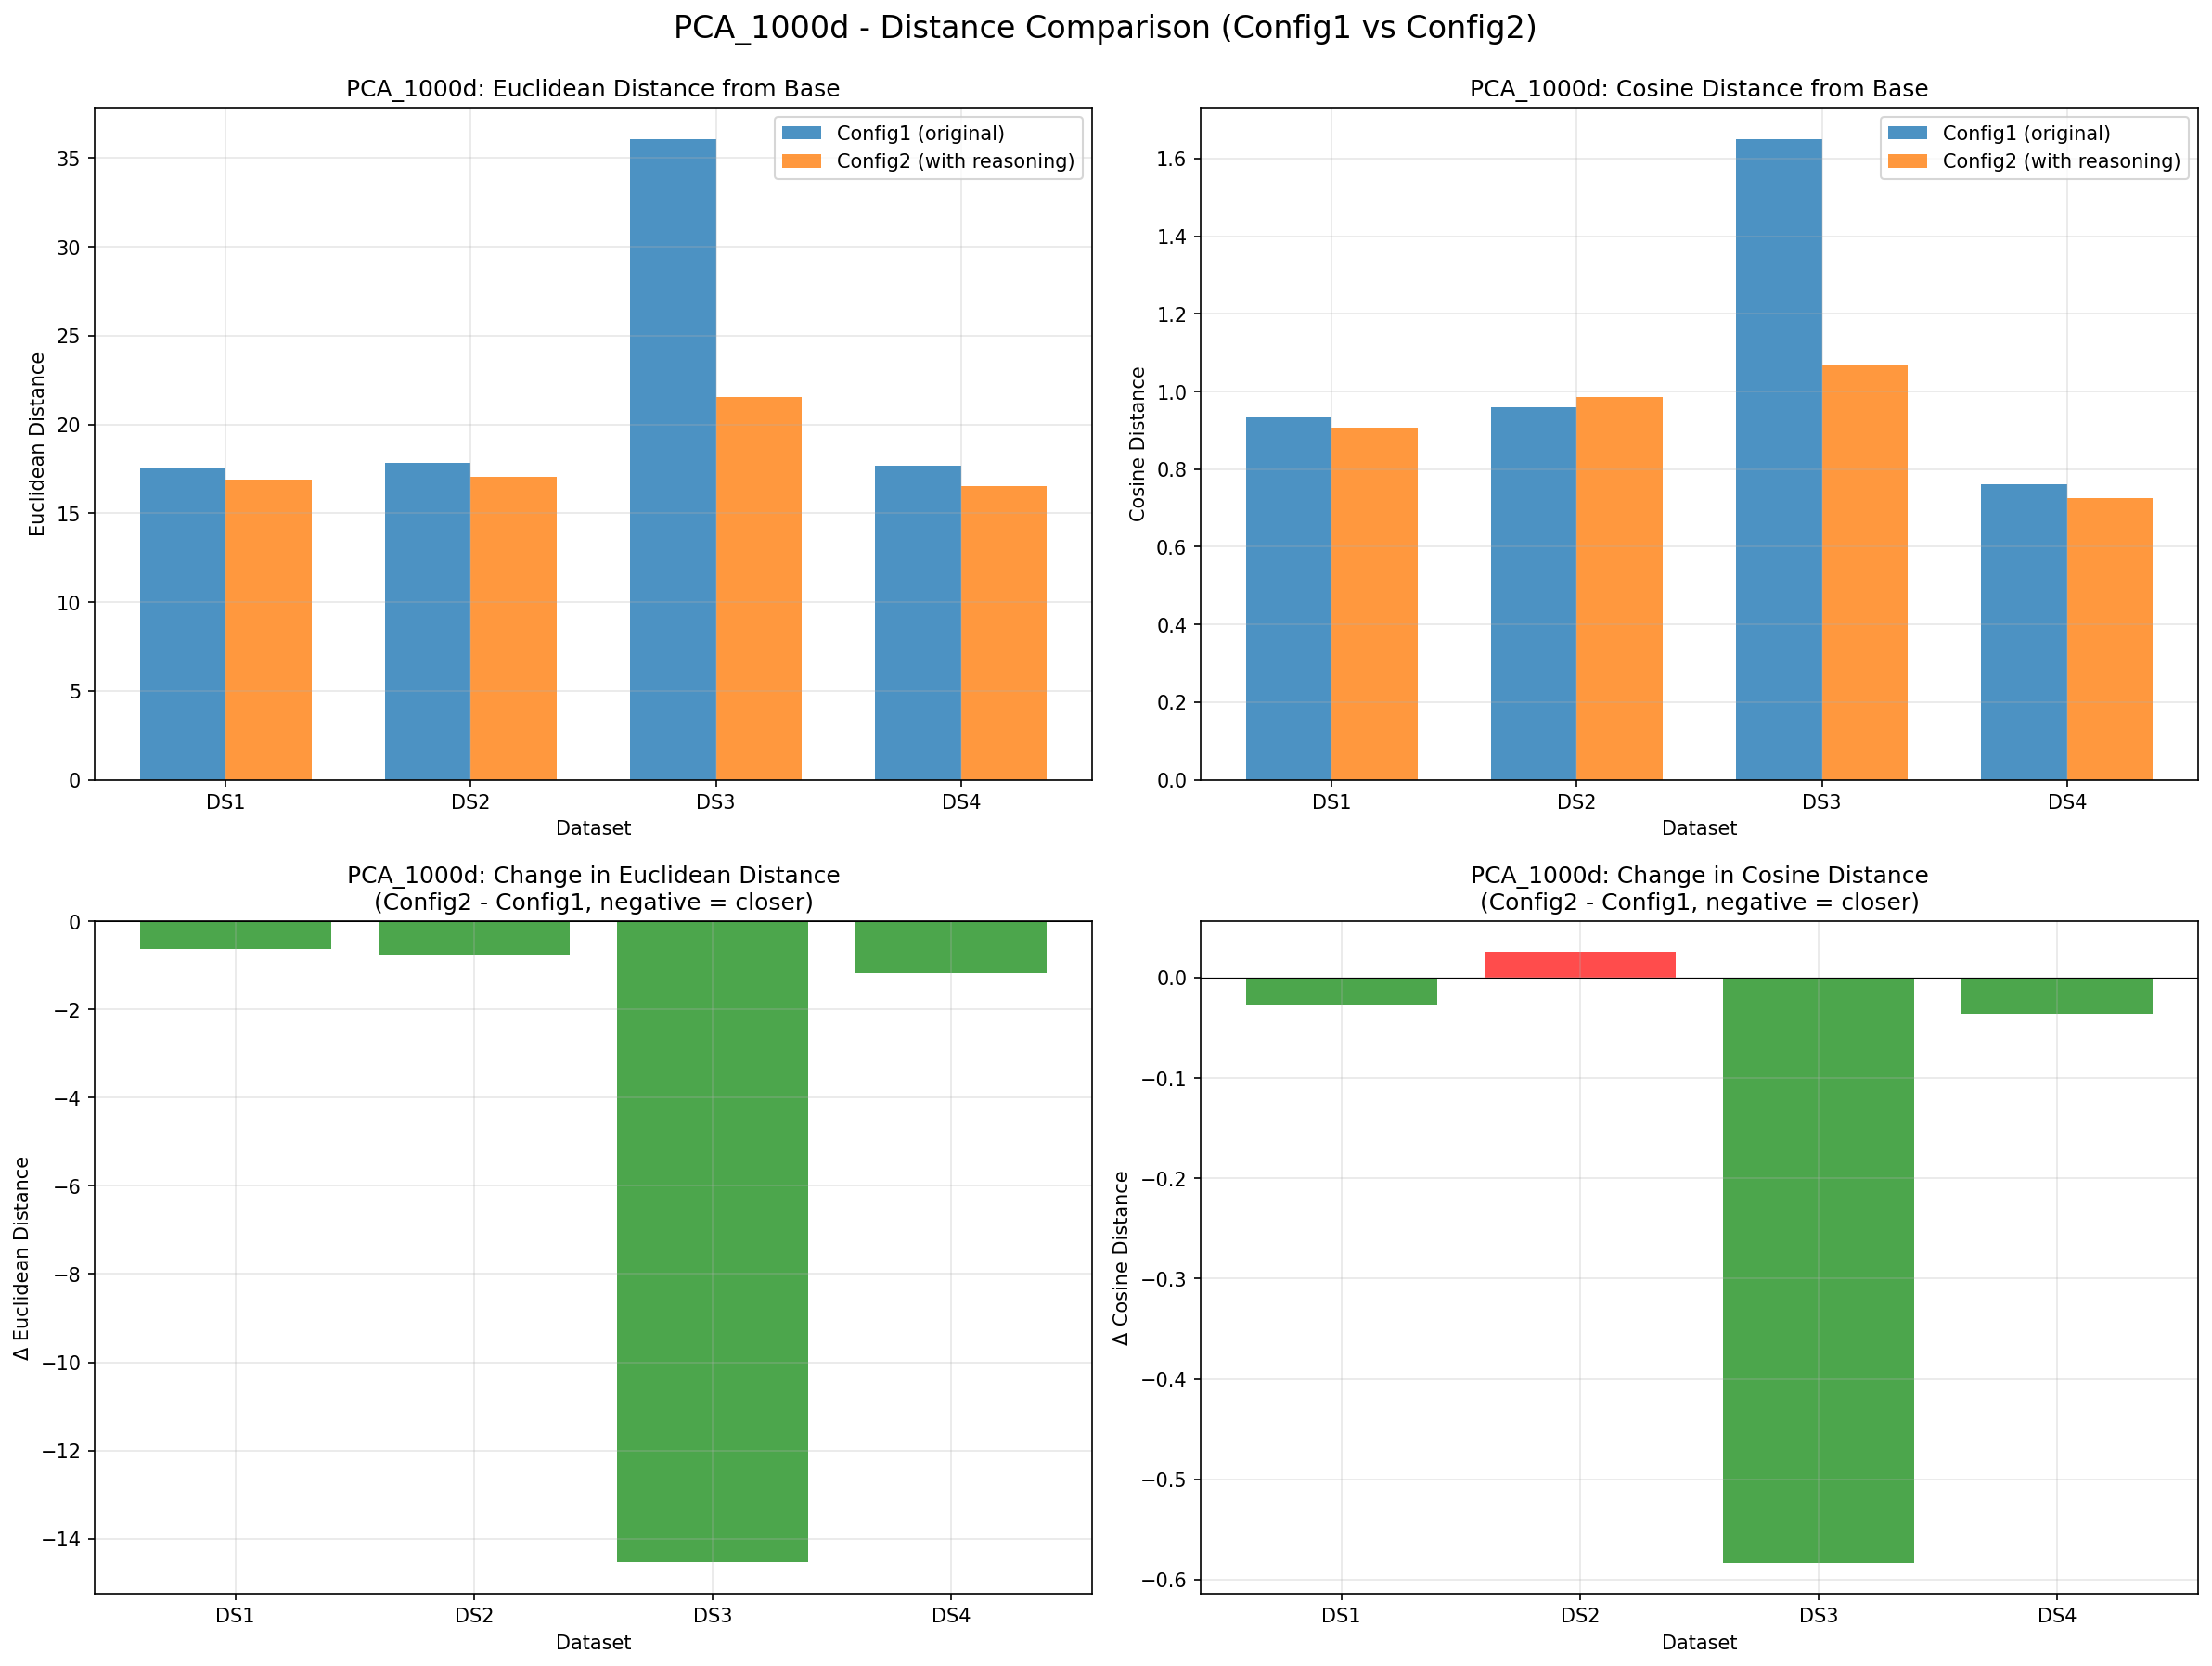 PCA_1000d - Distance Comparison (Config1 vs Config2)
PCA_1000d: Euclidean Distance from Base
Euclidean Distance
35
30
25
20
15
10
5
0
Config1 (original)
Config2 (with reasoning)
DS1 DS2 DS3 DS4
Dataset
PCA_1000d: Cosine Distance from Base
Cosine Distance
1.6
1.4
1.2
1.0
0.8
0.6
0.4
0.2
0.0
Config1 (original)
Config2 (with reasoning)
DS1 DS2 DS3 DS4
Dataset
PCA_1000d: Change in Euclidean Distance
(Config2 - Config1, negative = closer)
Δ Euclidean Distance
0
−2
−4
−6
−8
−10
−12
−14
DS1 DS2 DS3 DS4
Dataset
PCA_1000d: Change in Cosine Distance
(Config2 - Config1, negative = closer)
Δ Cosine Distance
0.0
−0.1
−0.2
−0.3
−0.4
−0.5
−0.6
DS1 DS2 DS3 DS4
Dataset